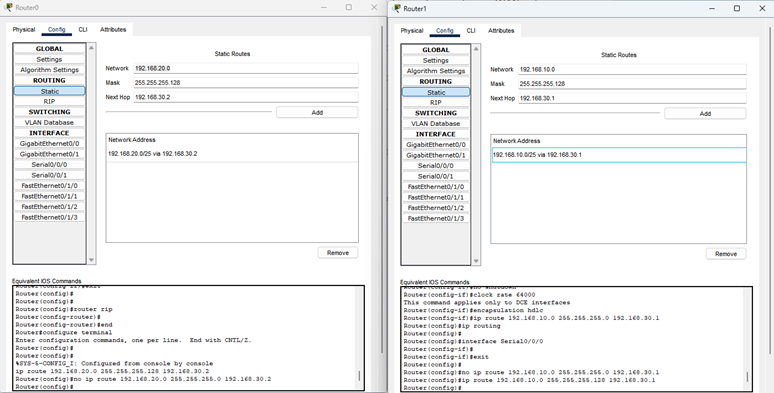 Router0
Physical Config CLI Attributes
GLOBAL
Settings
Algorithm Settings
ROUTING
Static
RIP
SWITCHING
VLAN Database
INTERFACE
GigabitEthernet0/0
GigabitEthernet0/1
Serial0/0/0
Serial0/0/1
FastEthernet0/1/0
FastEthernet0/1/1
FastEthernet0/1/2
FastEthernet0/1/3
Static Routes
Network 192.168.20.0
Mask 255.255.255.128
Next Hop 192.168.30.2
Add
Network Address
192.168.20.0/25 via 192.168.30.2
Remove
Equivalent IOS Commands
Router(config-if)#exit
Router(config)#
Router(config)#
Router(config)#router rip
Router(config-router)#
Router(config-router)#end
Router#configure terminal
Enter configuration commands, one per line. End with CNTL/Z.
Router(config)#
Router(config)#
%SYS-5-CONFIG_I: Configured from console by console
ip route 192.168.20.0 255.255.255.128 192.168.30.2
Router(config)#no ip route 192.168.20.0 255.255.255.0 192.168.30.2
Router(config)#
Router1
Physical Config CLI Attributes
GLOBAL
Settings
Algorithm Settings
ROUTING
Static
RIP
SWITCHING
VLAN Database
INTERFACE
GigabitEthernet0/0
GigabitEthernet0/1
Serial0/0/0
Serial0/0/1
FastEthernet0/1/0
FastEthernet0/1/1
FastEthernet0/1/2
FastEthernet0/1/3
Static Routes
Network 192.168.10.0
Mask 255.255.255.128
Next Hop 192.168.30.1
Add
Network Address
192.168.10.0/25 via 192.168.30.1
Remove
Equivalent IOS Commands
Router(config-if)#no shutdown
Router(config-if)#clock rate 64000
This command applies only to DCE interfaces
Router(config-if)#encapsulation hdlc
Router(config-if)#ip route 192.168.10.0 255.255.255.0 192.168.30.1
Router(config)#ip routing
Router(config)#
Router(config)#interface Serial0/0/0
Router(config-if)#
Router(config-if)#exit
Router(config)#
Router(config)#no ip route 192.168.10.0 255.255.255.0 192.168.30.1
Router(config)#ip route 192.168.10.0 255.255.255.128 192.168.30.1
Router(config)#